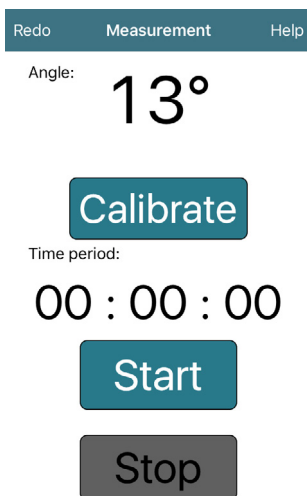 Redo Measurement Help
Angle:
13°
Calibrate
Time period:
00 : 00 : 00
Start
Stop